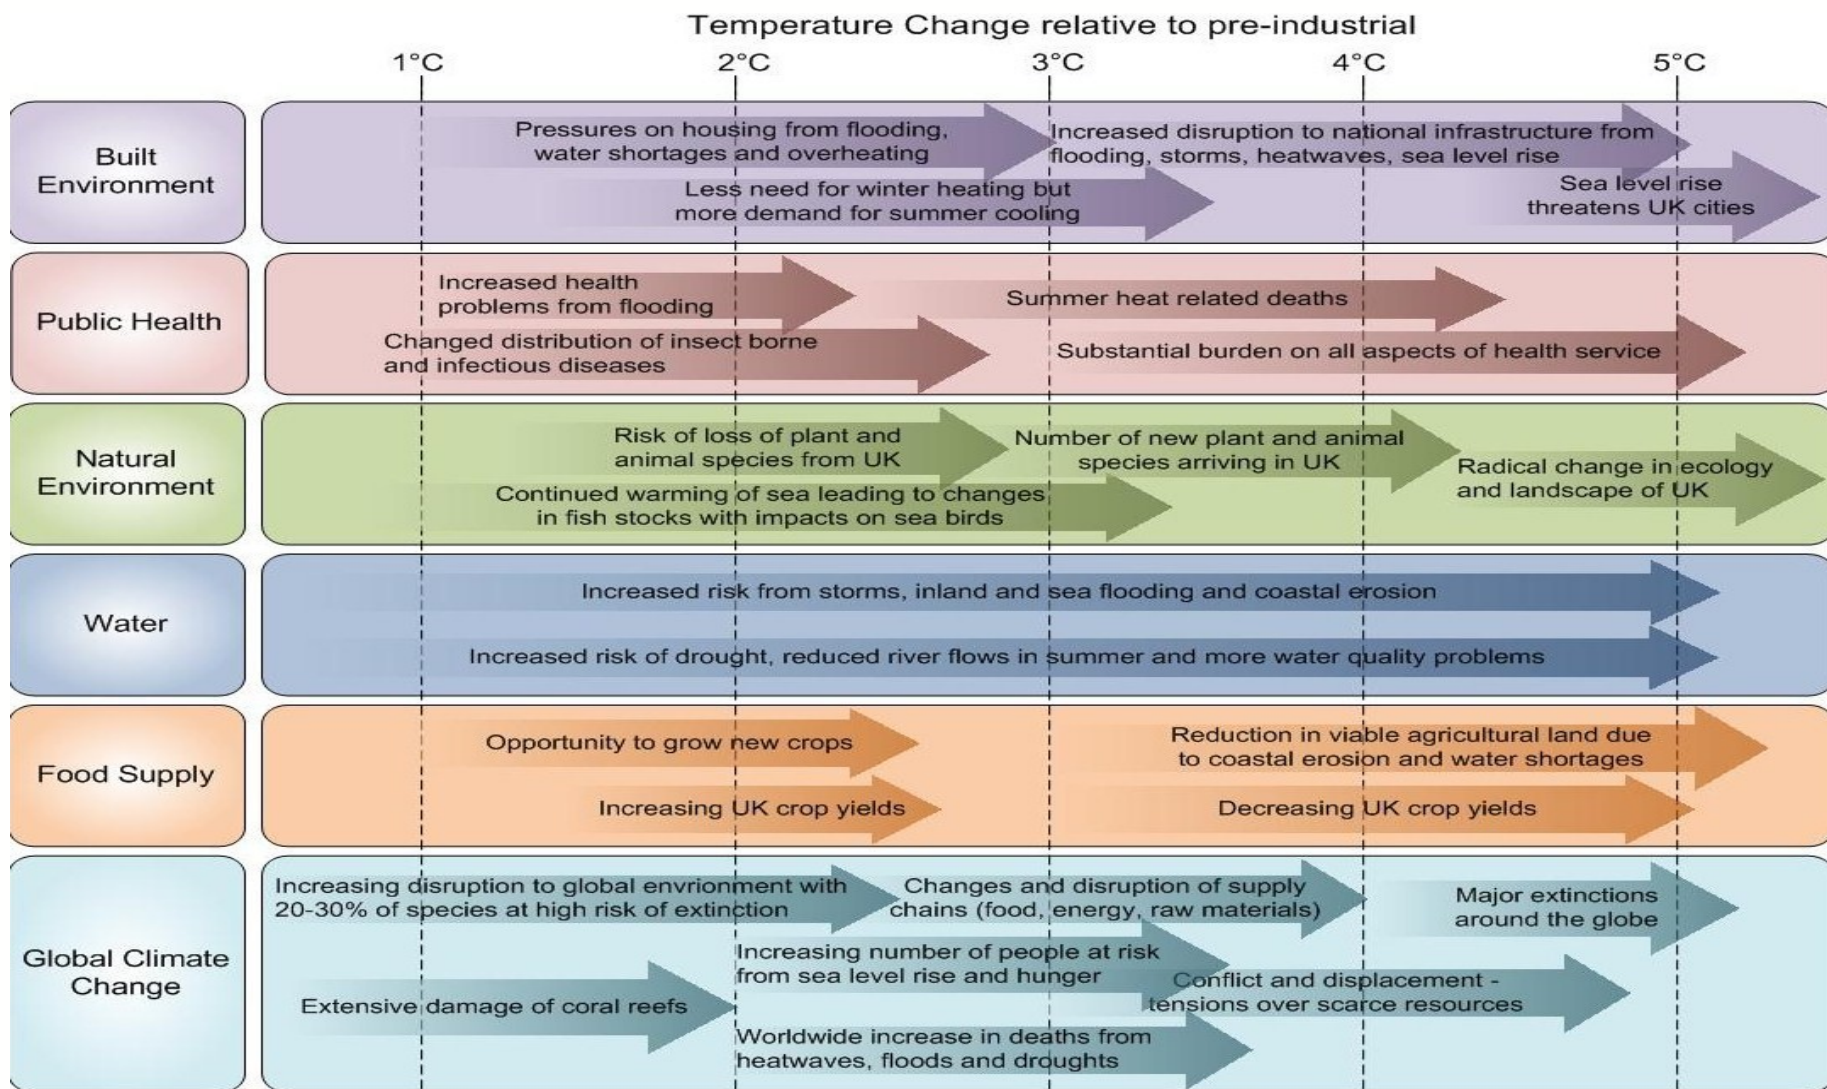 Temperature Change relative to pre-industrial
1°C 2°C 3°C 4°C 5°C
Built
Environment
Pressures on housing from flooding,
water shortages and overheating
Increased disruption to national infrastructure from
flooding, storms, heatwaves, sea level rise
Less need for winter heating but
more demand for summer cooling
Sea level rise
threatens UK cities
Public Health
Increased health
problems from flooding
Summer heat related deaths
Changed distribution of insect borne
and infectious diseases
Substantial burden on all aspects of health service
Natural
Environment
Risk of loss of plant and
animal species from UK
Number of new plant and animal
species arriving in UK
Radical change in ecology
and landscape of UK
Continued warming of sea leading to changes
in fish stocks with impacts on sea birds
Water
Increased risk from storms, inland and sea flooding and coastal erosion
Increased risk of drought, reduced river flows in summer and more water quality problems
Food Supply
Opportunity to grow new crops
Reduction in viable agricultural land due
to coastal erosion and water shortages
Increasing UK crop yields
Decreasing UK crop yields
Global Climate
Change
Increasing disruption to global envrionment with
20-30% of species at high risk of extinction
Changes and disruption of supply
chains (food, energy, raw materials)
Major extinctions
around the globe
Increasing number of people at risk
from sea level rise and hunger
Conflict and displacement -
tensions over scarce resources
Extensive damage of coral reefs
Worldwide increase in deaths from
heatwaves, floods and droughts